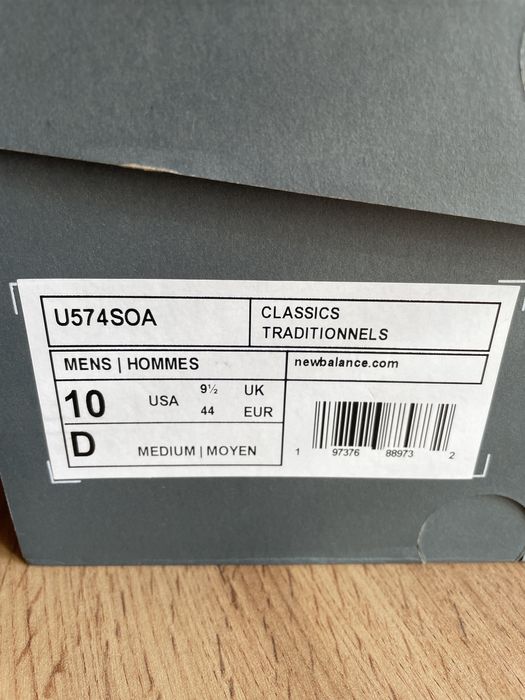 U574SOA
CLASSICS
TRADITIONNELS
MENS | HOMMES
newbalance.com
10 USA 9½ UK
44 EUR
D MEDIUM | MOYEN
1 97376 88973 2